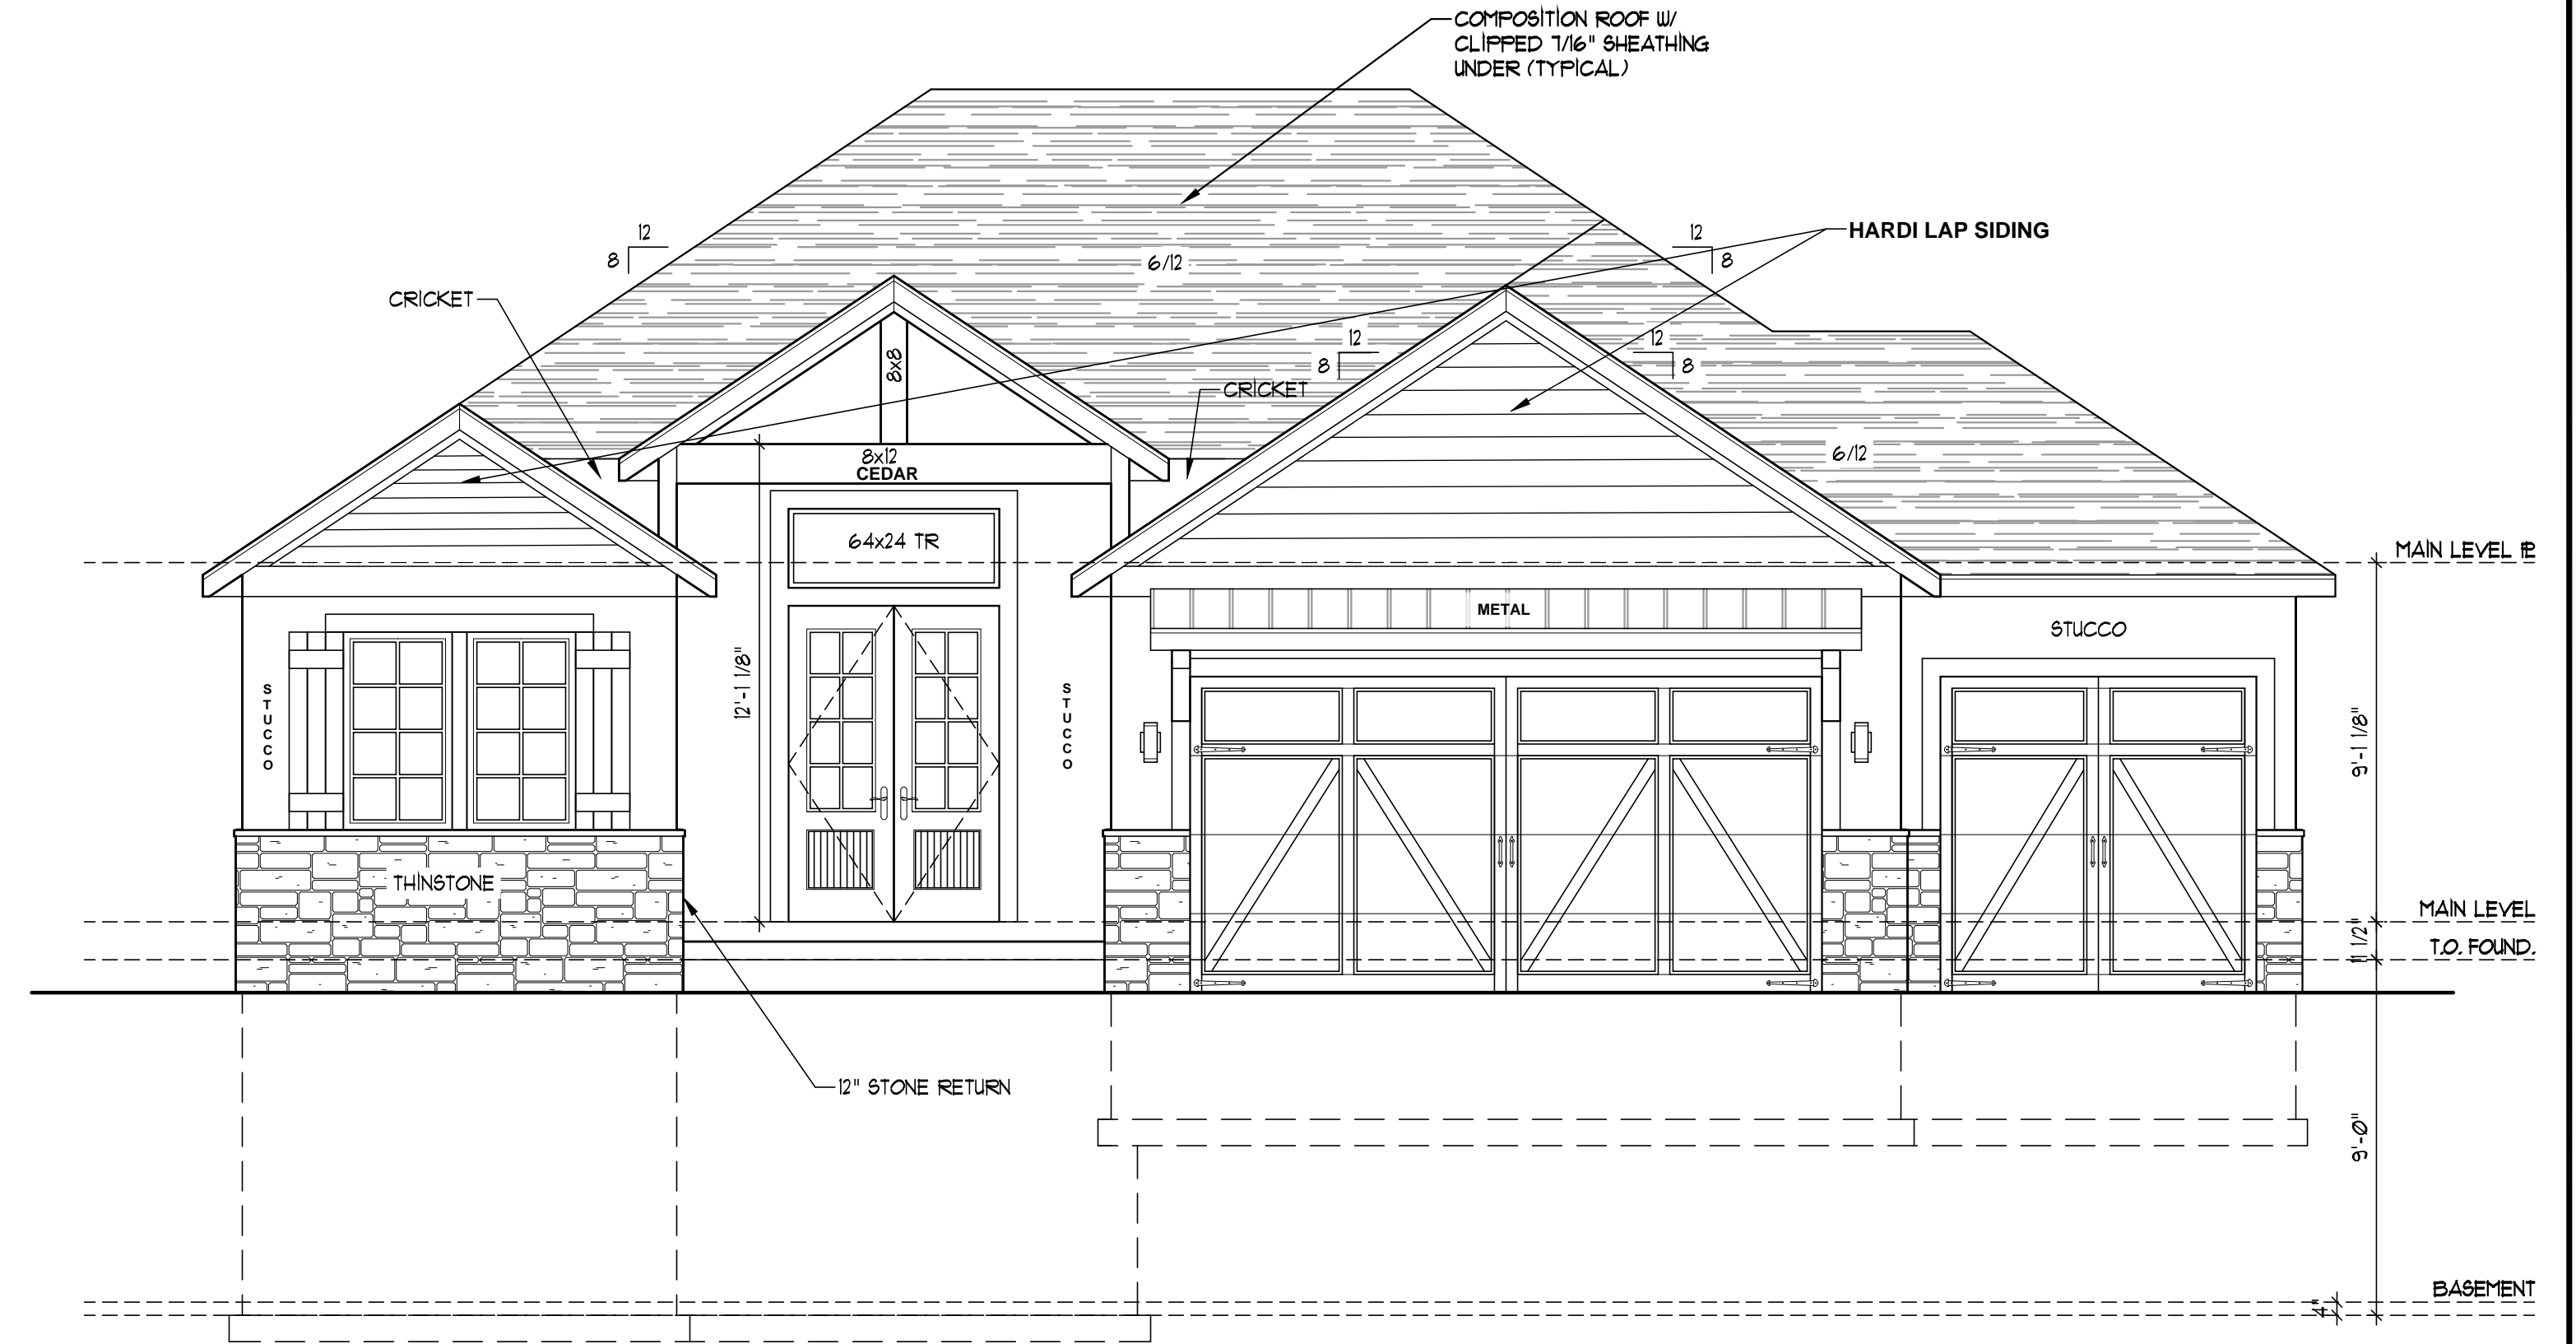 COMPOSITION ROOF W/
CLIPPED 7/16" SHEATHING
UNDER (TYPICAL)
12
8
12
8
HARDI LAP SIDING
6/12
CRICKET
12
8
12
8
8x8
CRICKET
8x12
CEDAR
6/12
64x24 TR
MAIN LEVEL PL
METAL
STUCCO
12'-1 1/8"
STUCCO
STUCCO
9'-1 1/8"
THINSTONE
MAIN LEVEL
11 1/2"
T.O. FOUND.
12" STONE RETURN
9'-0"
BASEMENT
4"